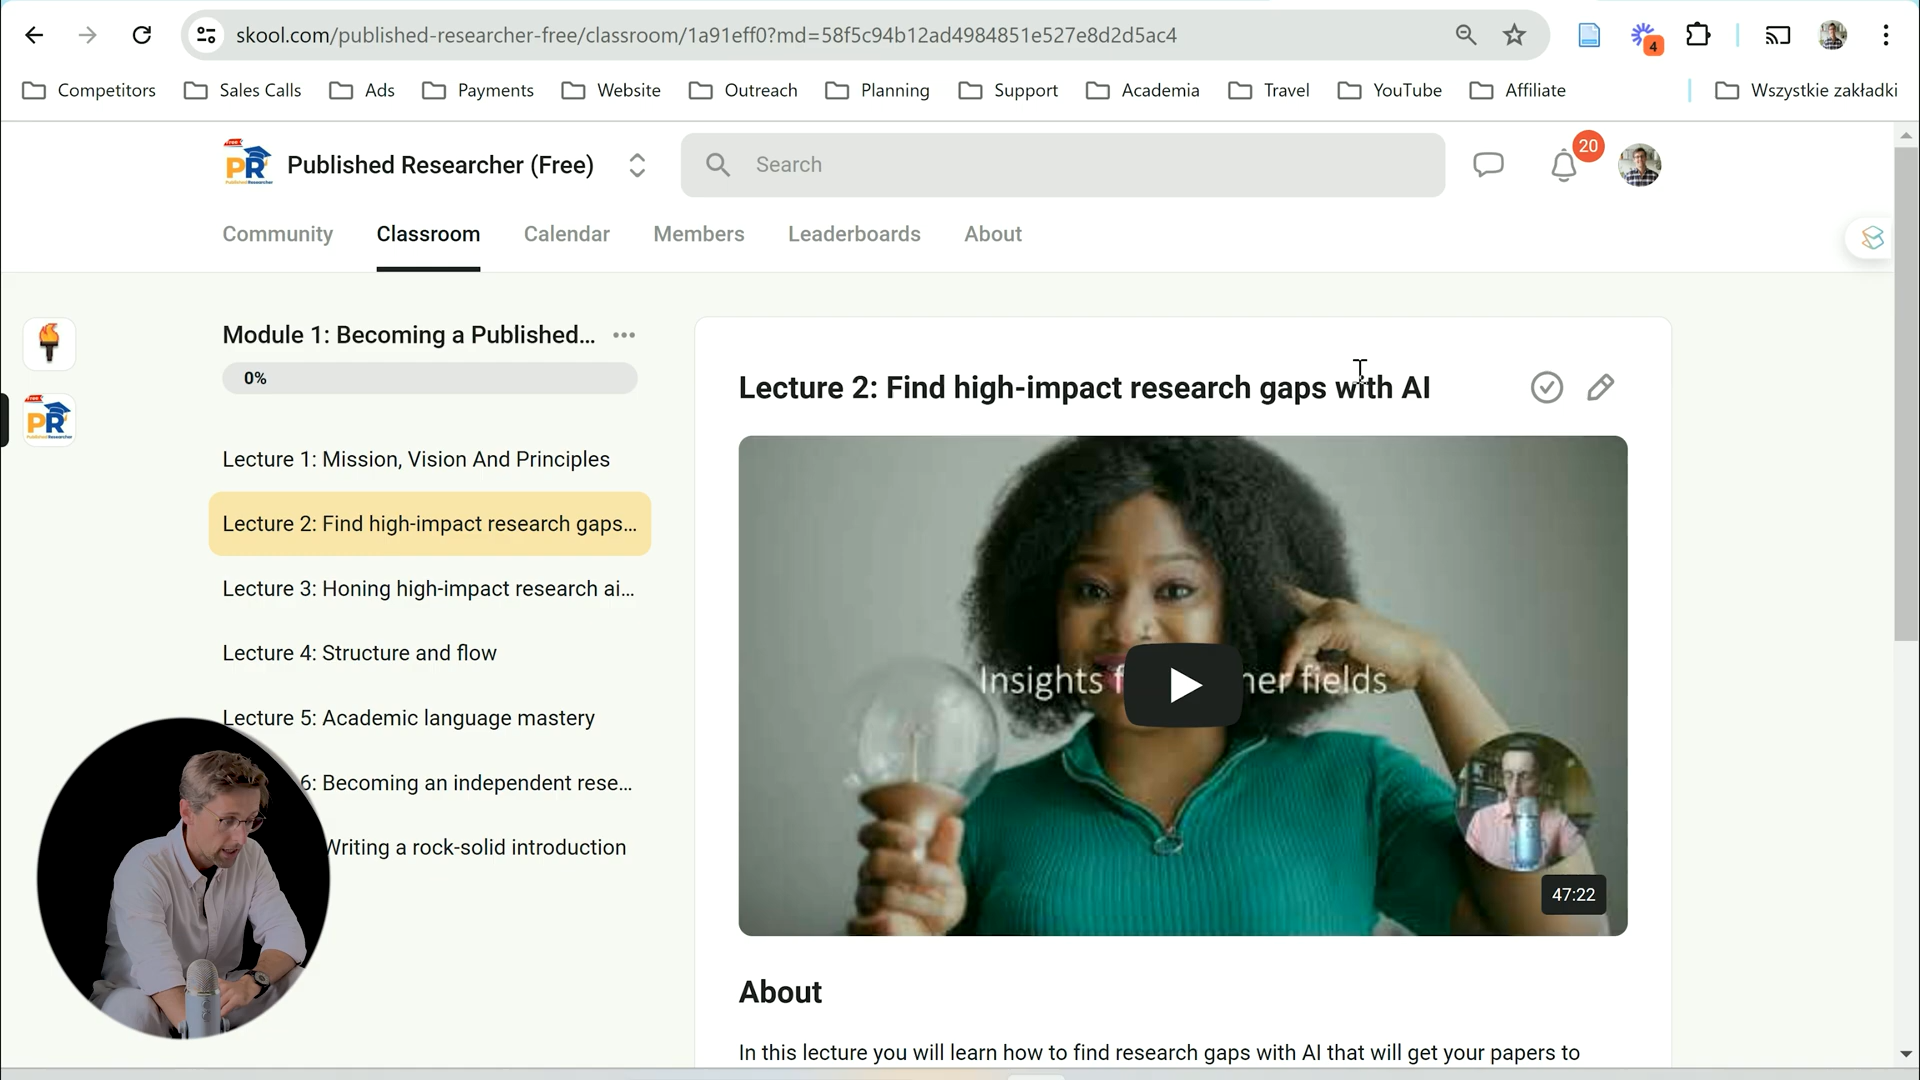 skool.com/published-researcher-free/classroom/1a91eff0?md=58f5c94b12ad4984851e527e8d2d5ac4
4
Competitors
Sales Calls
Ads
Payments
Website
Outreach
Planning
Support
Academia
Travel
YouTube
Affiliate
Wszystkie zakładki
PR
Published Researcher (Free)
Search
20
Community
Classroom
Calendar
Members
Leaderboards
About
Module 1: Becoming a Published...
0%
PR
Lecture 1: Mission, Vision And Principles
Lecture 2: Find high-impact research gaps...
Lecture 3: Honing high-impact research ai...
Lecture 4: Structure and flow
Lecture 5: Academic language mastery
6: Becoming an independent rese...
Writing a rock-solid introduction
Lecture 2: Find high-impact research gaps with AI
Insights fields
47:22
About
In this lecture you will learn how to find research gaps with AI that will get your papers to